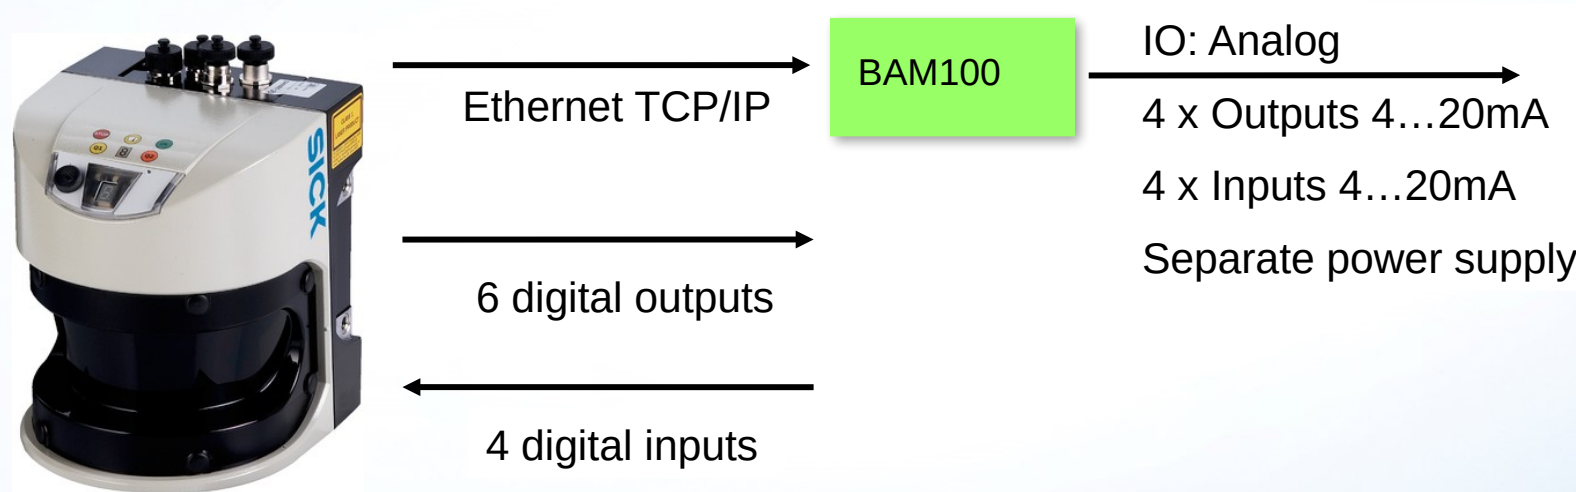 IO: Analog
BAM100
Ethernet TCP/IP
4 x Outputs 4…20mA
4 x Inputs 4…20mA
Separate power supply
6 digital outputs
4 digital inputs
SICK